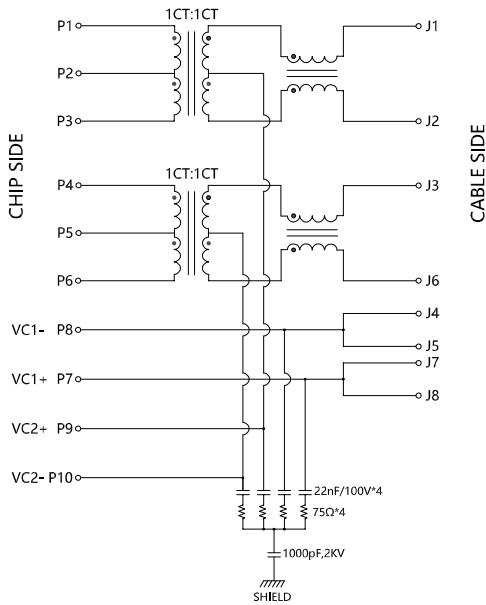 1CT:1CT
P1
J1
P2
P3
J2
CHIP SIDE
CABLE SIDE
1CT:1CT
P4
J3
P5
P6
J6
J4
VC1- P8
J5
J7
VC1+ P7
J8
VC2+ P9
VC2- P10
22nF/100V*4
75Ω*4
1000pF,2KV
SHIELD